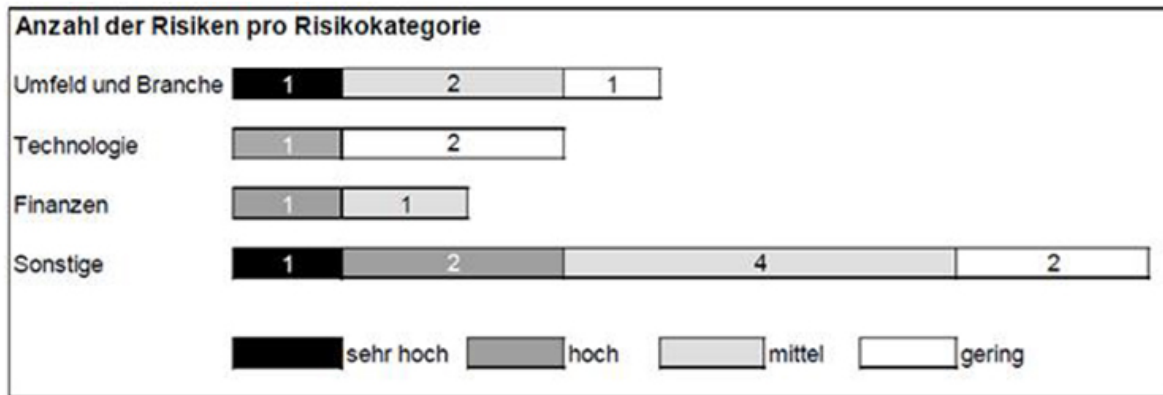 Anzahl der Risiken pro Risikokategorie
Umfeld und Branche 1 2 1
Technologie 1 2
Finanzen 1 1
Sonstige 1 2 4 2
sehr hoch hoch mittel gering